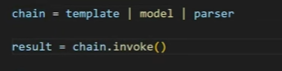 chain = template | model | parser
result = chain.invoke()